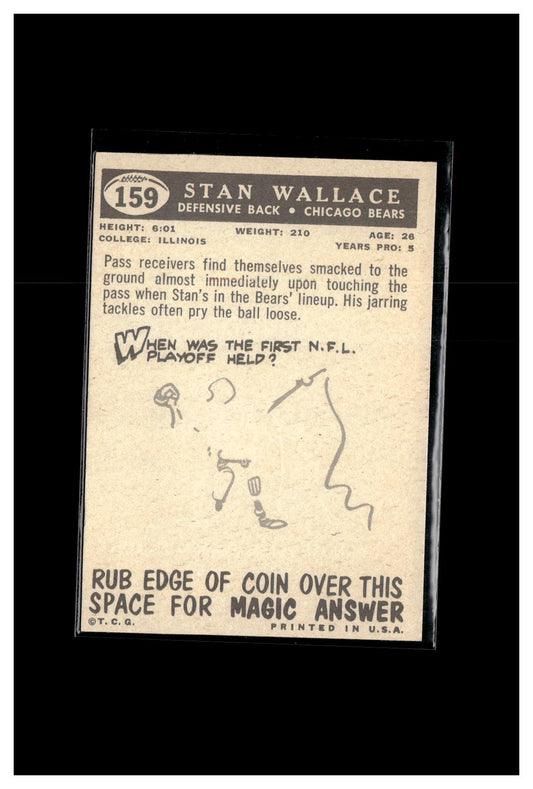 159
STAN WALLACE
DEFENSIVE BACK • CHICAGO BEARS
HEIGHT: 6:01 WEIGHT: 210 AGE: 26
COLLEGE: ILLINOIS YEARS PRO: 5
Pass receivers find themselves smacked to the
ground almost immediately upon touching the
pass when Stan's in the Bears' lineup. His jarring
tackles often pry the ball loose.
WHEN WAS THE FIRST N.F.L.
PLAYOFF HELD?
RUB EDGE OF COIN OVER THIS
SPACE FOR MAGIC ANSWER
©T.C.G. PRINTED IN U.S.A.